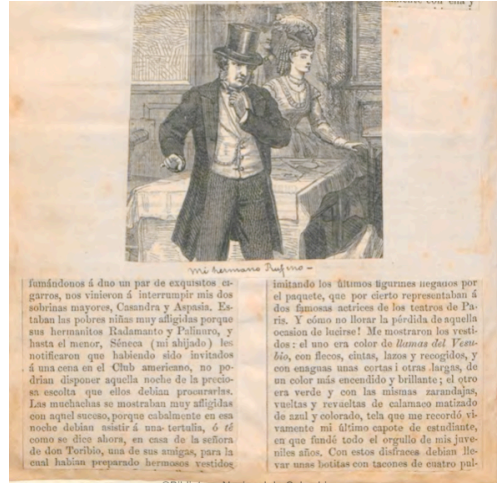 mi hermano Rufino—
fumándonos á duo un par de exquisitos ci-
garros, nos vinieron á interrumpir mis dos
sobrinas mayores, Casandra y Aspasia. Es-
taban las pobres niñas muy afligidas porque
sus hermanitos Radamanto y Palinuro, y
hasta el menor, Séneca (mi ahijado) les
notificaron que habiendo sido invitados
á una cena en el Club americano, no po-
drian disponer aquella noche de la precio-
sa escolta que ellos debian procurarles.
Las muchachas se mostraban muy afligidas
con aquel suceso, porque cabalmente en esa
noche debian asistir á una tertulia, ó té
como se dice ahora, en casa de la señora
de don Toribio, una de sus amigas, para la
cual habian preparado hermosos vestidos
imitando los últimos figurines llegados por
el paquete, que por cierto representaban á
dos famosas actrices de los teatros de Pa-
ris. Y cómo no llorar la pérdida de aquella
ocasion de lucirse! Me mostraron los vesti-
dos: el uno era color de llamas del Vesu-
bio, con flecos, cintas, lazos y recogidos, y
con enaguas unas cortas i otras largas, de
un color más encendido y brillante; el otro
era verde y con las mismas zarandajas,
vueltas y revueltas de calamaco matizado
de azul y colorado, tela que me recordó vi-
vamente mi último capote de estudiante,
en que fundé todo el orgullo de mis juve-
niles años. Con estos disfraces debian lle-
var unas botitas con tacones de cuatro pul-